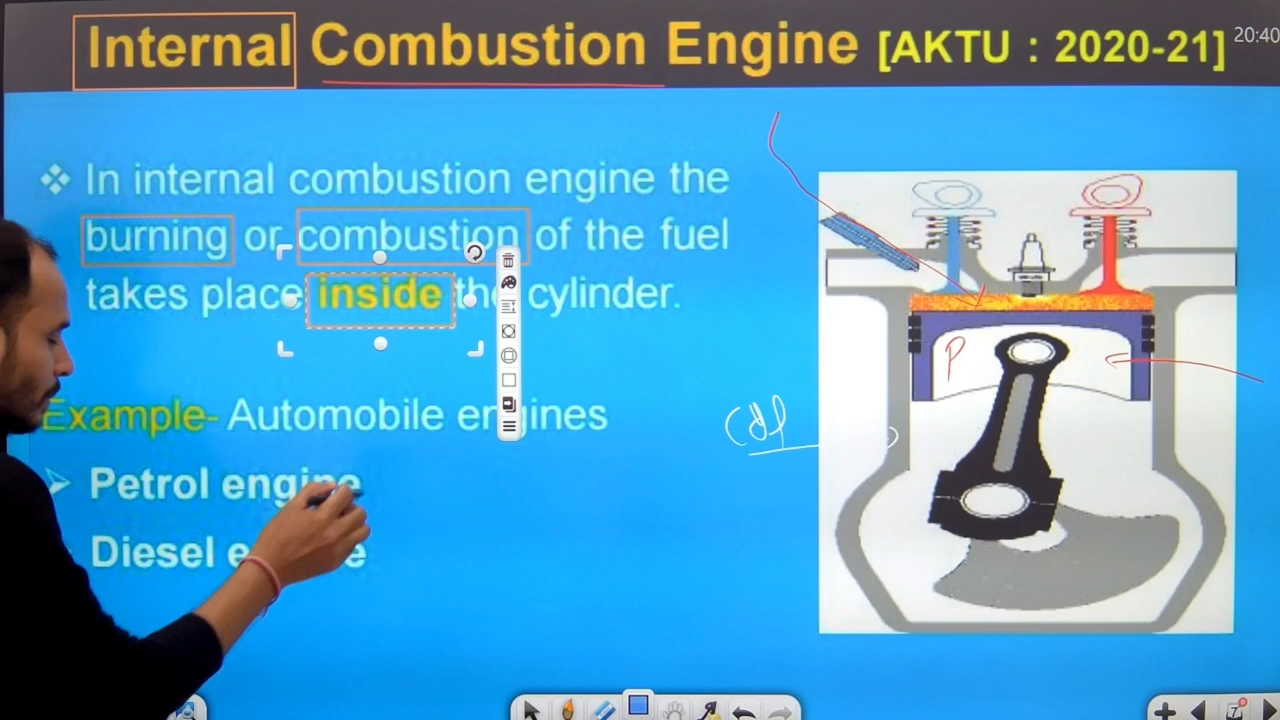 Internal Combustion Engine [AKTU : 2020-21]
20:40
In internal combustion engine the
burning or combustion of the fuel
takes place inside the cylinder.
Example- Automobile engines
Petrol engine
Diesel e
P
7